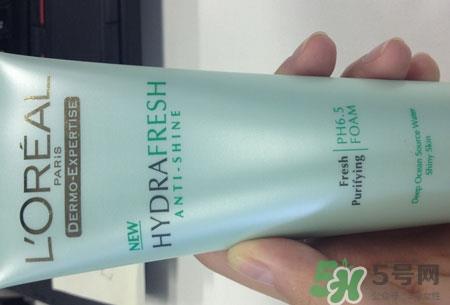 L'ORÉAL
PARIS
DERMO-EXPERTISE
NEW
HYDRAFRESH
ANTI-SHINE
Fresh
Purifying
PH6.5
FOAM
Deep Ocean Source Water
Shiny Skin
5号网